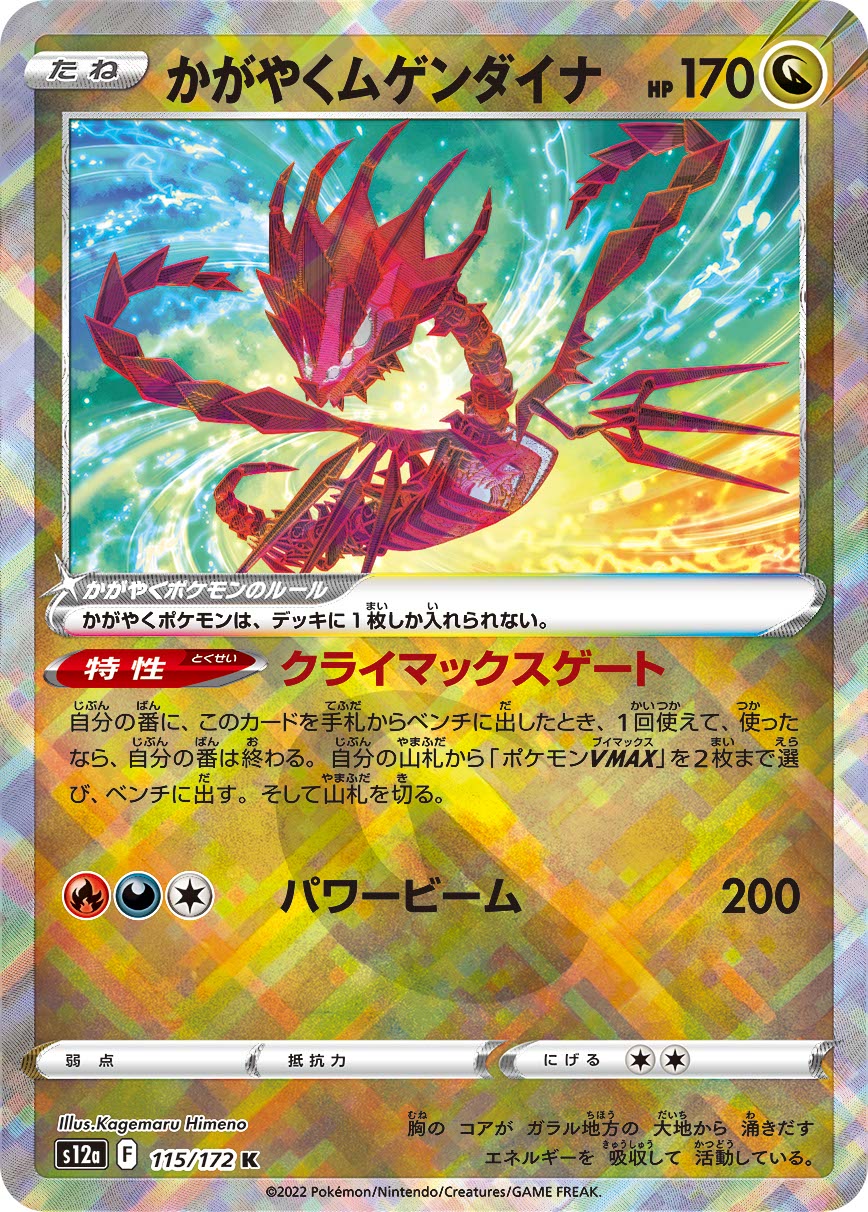 たね かがやくムゲンダイナ HP 170
かがやくポケモンのルール
かがやくポケモンは、デッキに1枚しか入れられない。
特性 とくせい クライマックスゲート
自分の番に、このカードを手札からベンチに出したとき、1回使えて、使った
なら、自分の番は終わる。自分の山札から「ポケモンVMAX」を2枚まで選
び、ベンチに出す。そして山札を切る。
パワービーム 200
弱点 抵抗力 にげる
Illus.Kagemaru Himeno
胸の コアが ガラル地方の 大地から 涌きだす
エネルギーを 吸収して 活動している。
s12a F 115/172 K
©2022 Pokémon/Nintendo/Creatures/GAME FREAK.